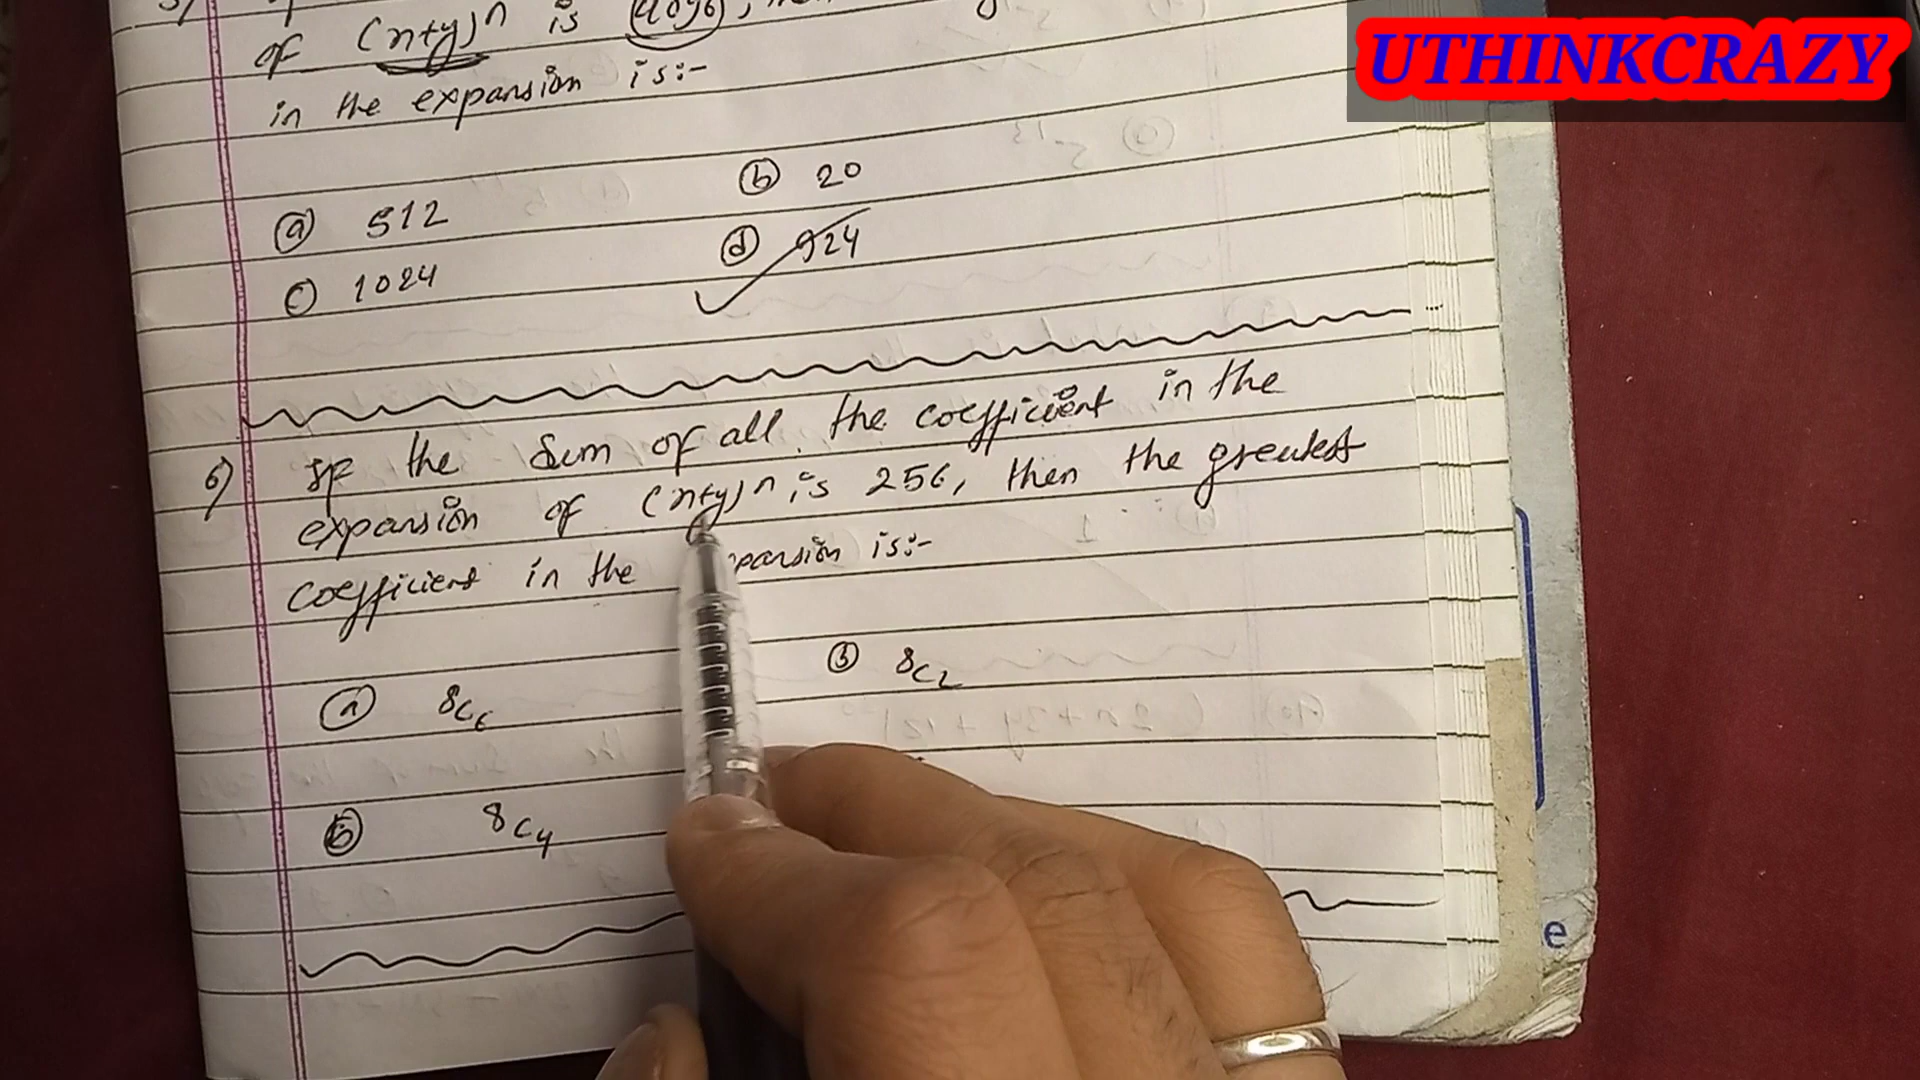 UTHINKCRAZY
of (x+y)ⁿ is 4096, then
in the expansion is:-
(a) 512 (b) 20
(c) 1024 (d) 924
6) If the Sum of all the coefficient in the
expansion of (x+y)ⁿ is 256, then the greatest
coefficient in the expansion is:-
(a) 8C6 (3) 8C2
8C4
e